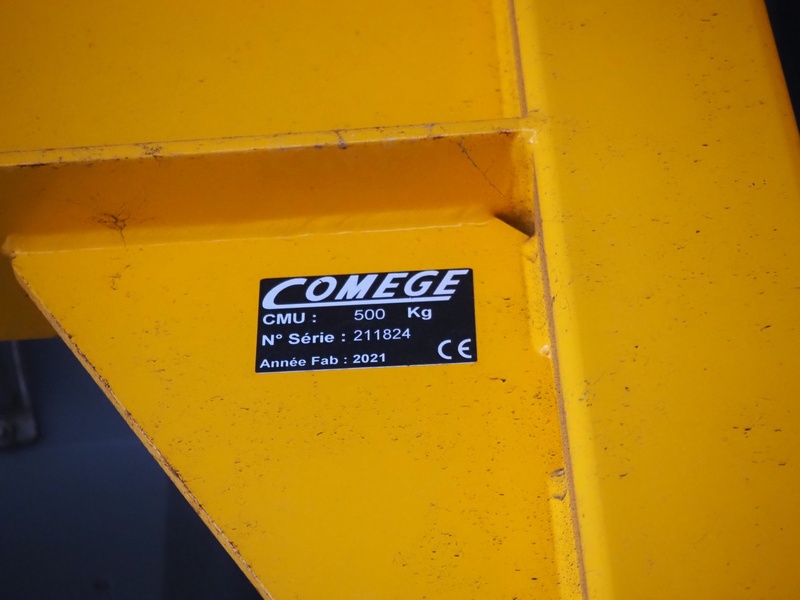 COMEGE
CMU : 500 Kg
N° Série : 211824
Année Fab : 2021
CE